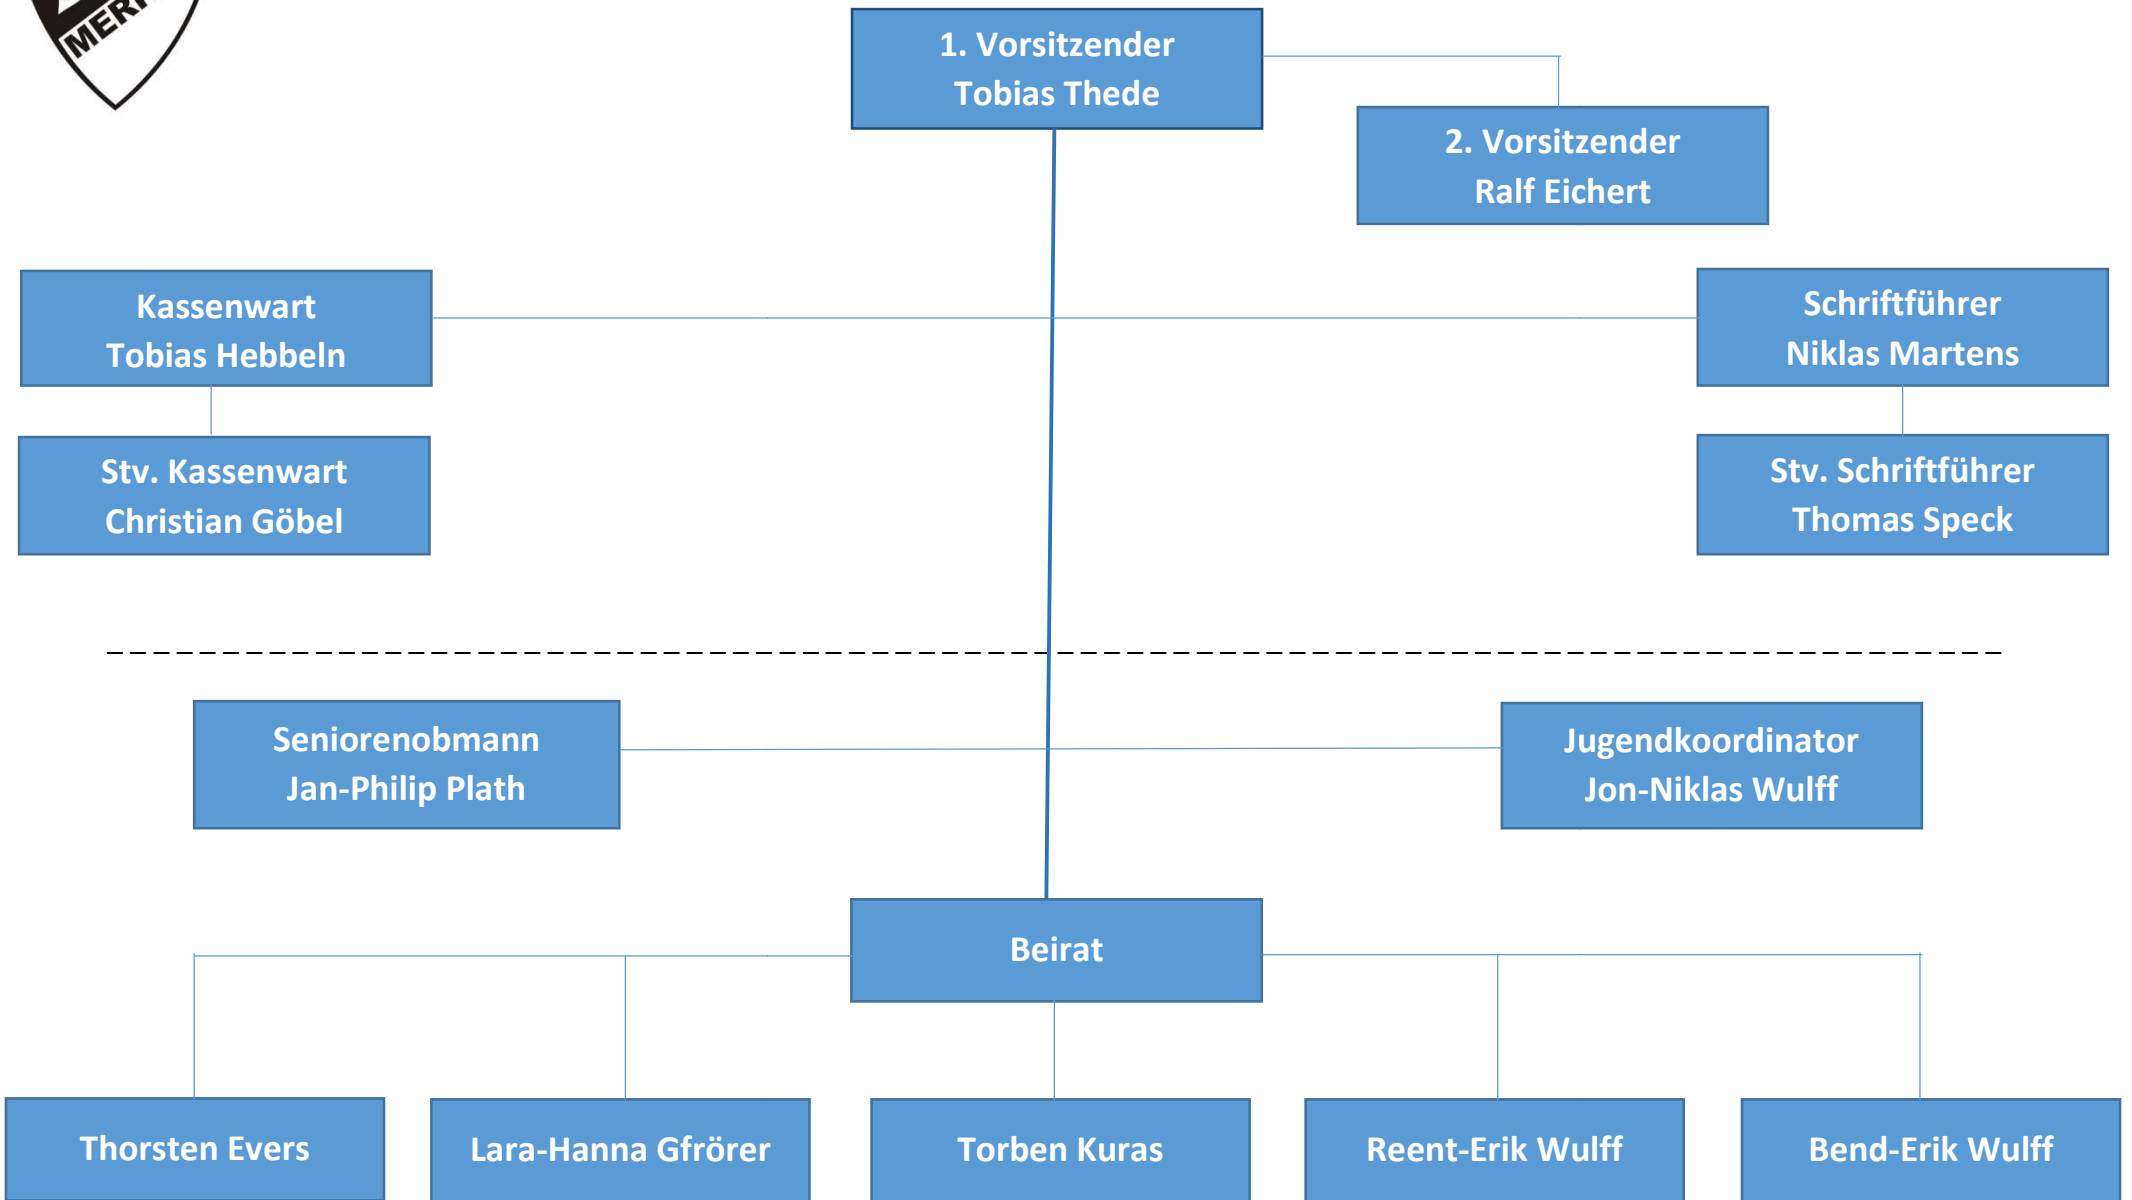 1. Vorsitzender
Tobias Thede
2. Vorsitzender
Ralf Eichert
Kassenwart
Tobias Hebbeln
Schriftführer
Niklas Martens
Stv. Kassenwart
Christian Göbel
Stv. Schriftführer
Thomas Speck
Seniorenobmann
Jan-Philip Plath
Jugendkoordinator
Jon-Niklas Wulff
Beirat
Thorsten Evers
Lara-Hanna Gfrörer
Torben Kuras
Reent-Erik Wulff
Bend-Erik Wulff